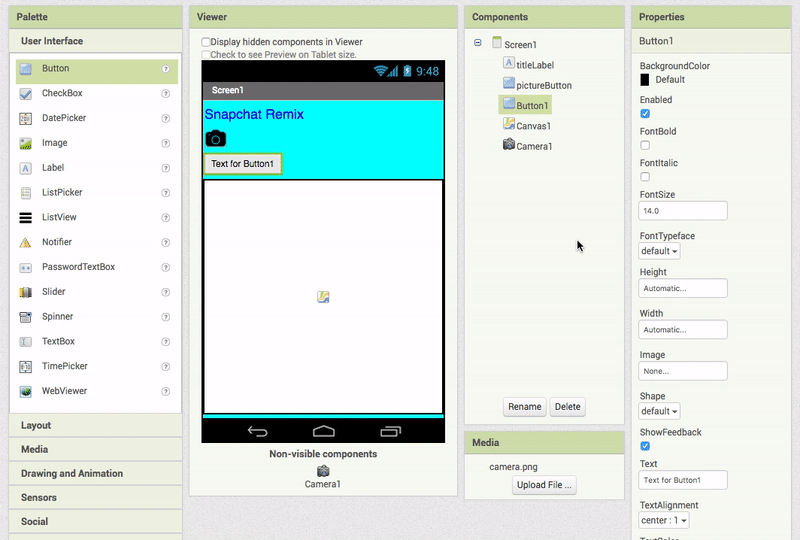 Palette
User Interface
Button
CheckBox
DatePicker
Image
Label
ListPicker
ListView
Notifier
PasswordTextBox
Slider
Spinner
TextBox
TimePicker
WebViewer
Layout
Media
Drawing and Animation
Sensors
Social
Viewer
Display hidden components in Viewer
Check to see Preview on Tablet size.
9:48
Screen1
Snapchat Remix
Text for Button1
Non-visible components
Camera1
Components
Screen1
titleLabel
pictureButton
Button1
Canvas1
Camera1
Rename
Delete
Media
camera.png
Upload File ...
Properties
Button1
BackgroundColor
Default
Enabled
FontBold
FontItalic
FontSize
14.0
FontTypeface
default
Height
Automatic...
Width
Automatic...
Image
None...
Shape
default
ShowFeedback
Text
Text for Button1
TextAlignment
center : 1